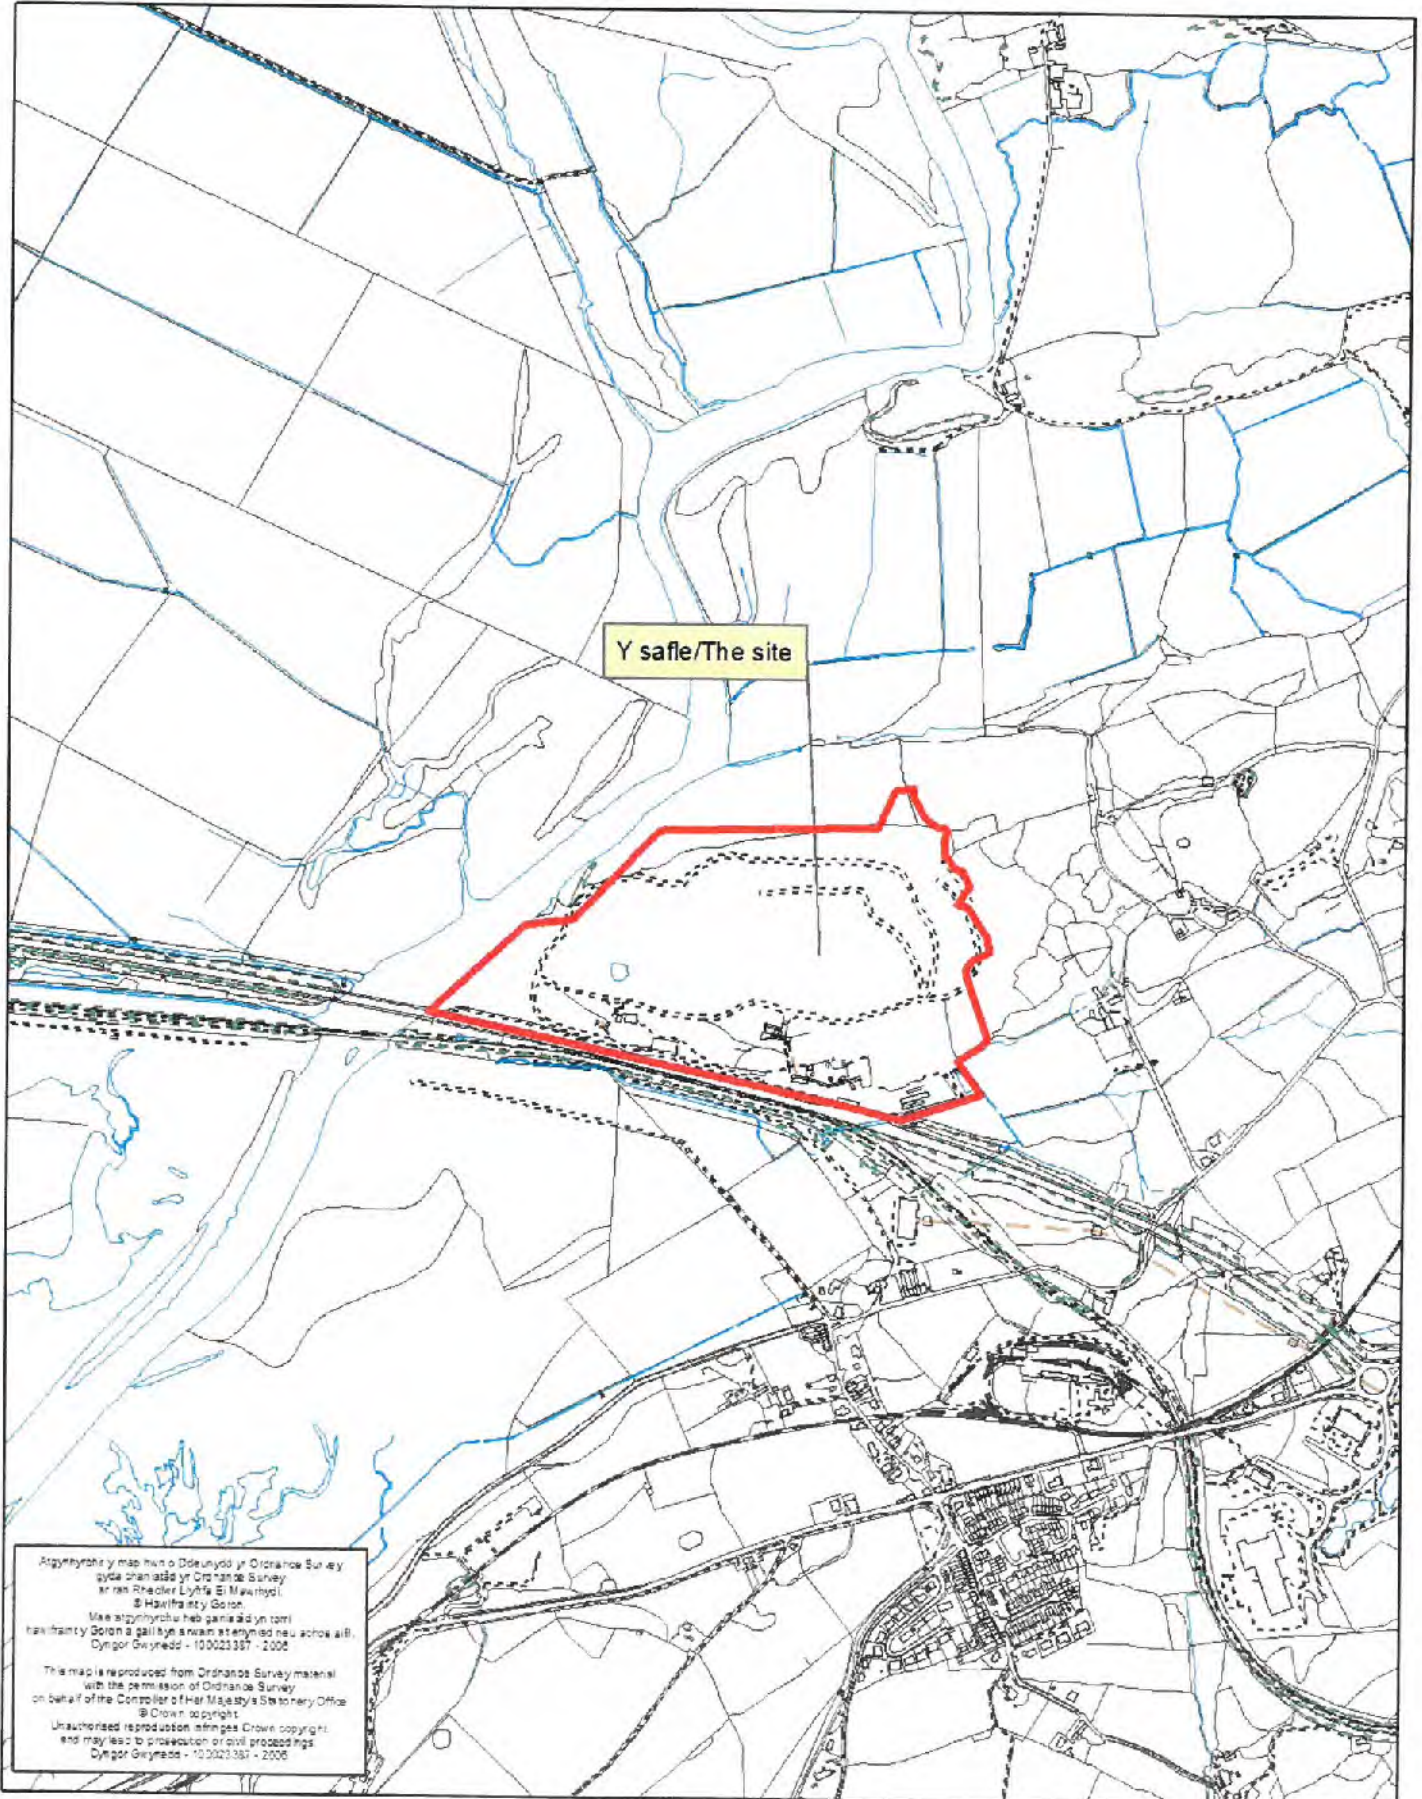 Y safle/The site
Atgynhyrchir y map hwn o Ddeunydd yr Ordnance Survey
gyda chaniatâd yr Ordnance Survey
ar ran Rheolwr Llyfrfa Ei Mawrhydi.
© Hawlfraint y Goron.
Mae atgynhyrchu heb ganiatâd yn torri
hawlfraint y Goron a gall hyn arwain at erlyniad neu achos sifil.
Cyngor Gwynedd - 100023387 - 2006
This map is reproduced from Ordnance Survey material
with the permission of Ordnance Survey
on behalf of the Controller of Her Majesty's Stationery Office
© Crown copyright.
Unauthorised reproduction infringes Crown copyright
and may lead to prosecution or civil proceedings.
Cyngor Gwynedd - 100023387 - 2006